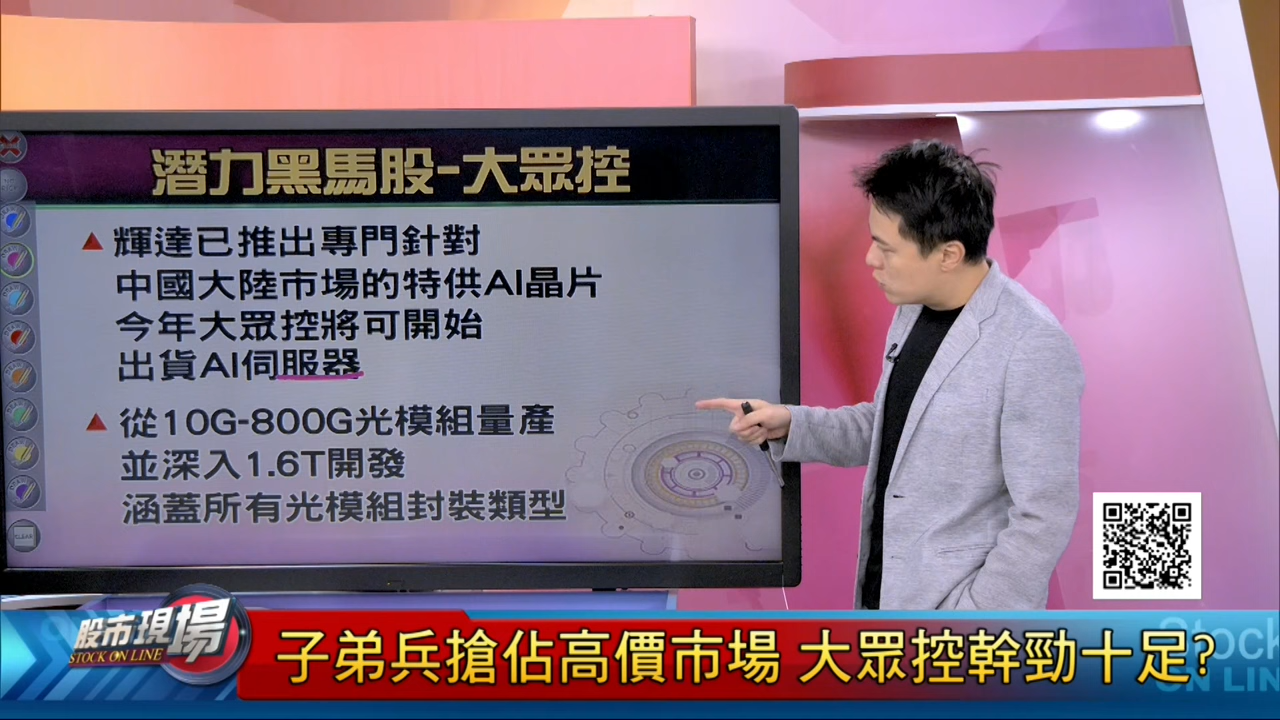 潛力黑馬股-大眾控
輝達已推出專門針對
中國大陸市場的特供AI晶片
今年大眾控將可開始
出貨AI伺服器
從10G-800G光模組量產
並深入1.6T開發
涵蓋所有光模組封裝類型
CLEAR
股市現場
STOCK ON LINE
子弟兵搶佔高價市場 大眾控幹勁十足?
Stock
ON LIN